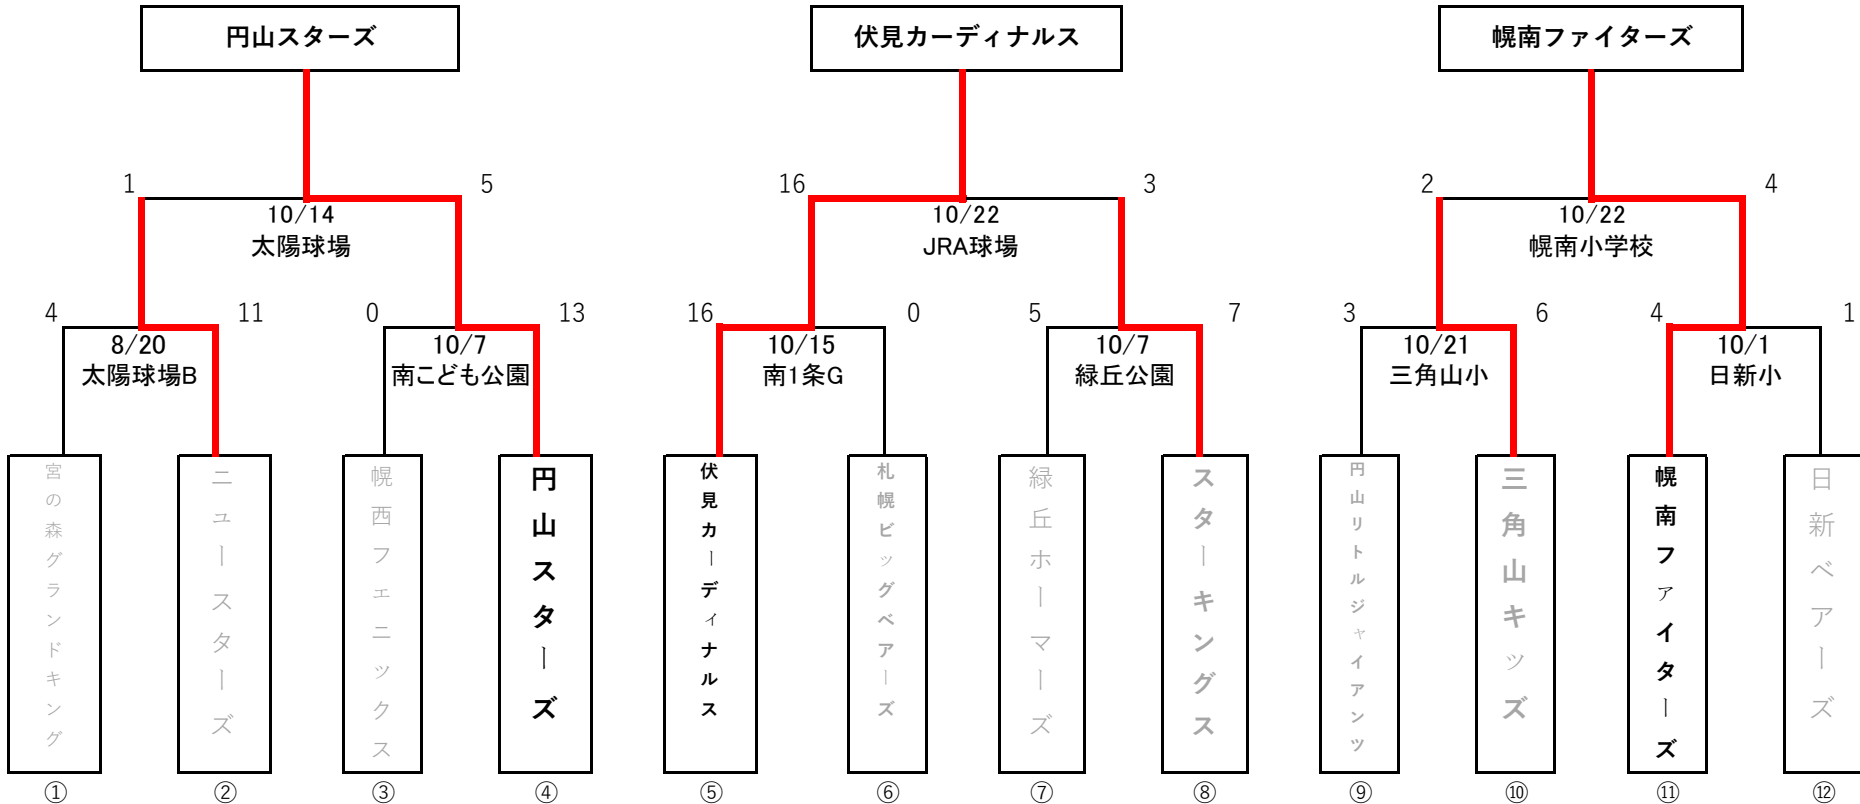 円山スターズ
伏見カーディナルス
幌南ファイターズ
1
5
16
3
2
4
10/14
太陽球場
10/22
JRA球場
10/22
幌南小学校
4
11
0
13
16
0
5
7
3
6
4
1
8/20
太陽球場B
10/7
南こども公園
10/15
南1条G
10/7
緑丘公園
10/21
三角山小
10/1
日新小
宮の森グランドキング
ニュースターズ
幌西フェニックス
円山スターズ
伏見カーディナルス
札幌ビッグベアーズ
緑丘ホーマーズ
スターキングス
円山リトルジャイアンツ
三角山キッズ
幌南ファイターズ
日新ベアーズ
①
②
③
④
⑤
⑥
⑦
⑧
⑨
⑩
⑪
⑫